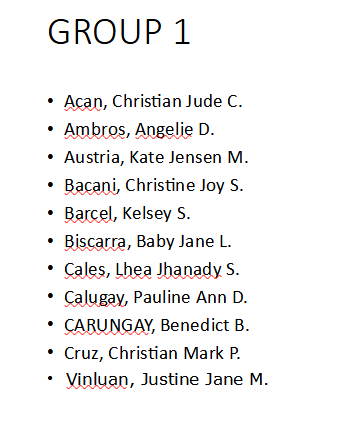 GROUP 1
• Acan, Christian Jude C.
• Ambros, Angelie D.
• Austria, Kate Jensen M.
• Bacani, Christine Joy S.
• Barcel, Kelsey S.
• Biscarra, Baby Jane L.
• Cales, Lhea Jhanady S.
• Calugay, Pauline Ann D.
• CARUNGAY, Benedict B.
• Cruz, Christian Mark P.
• Vinluan, Justine Jane M.